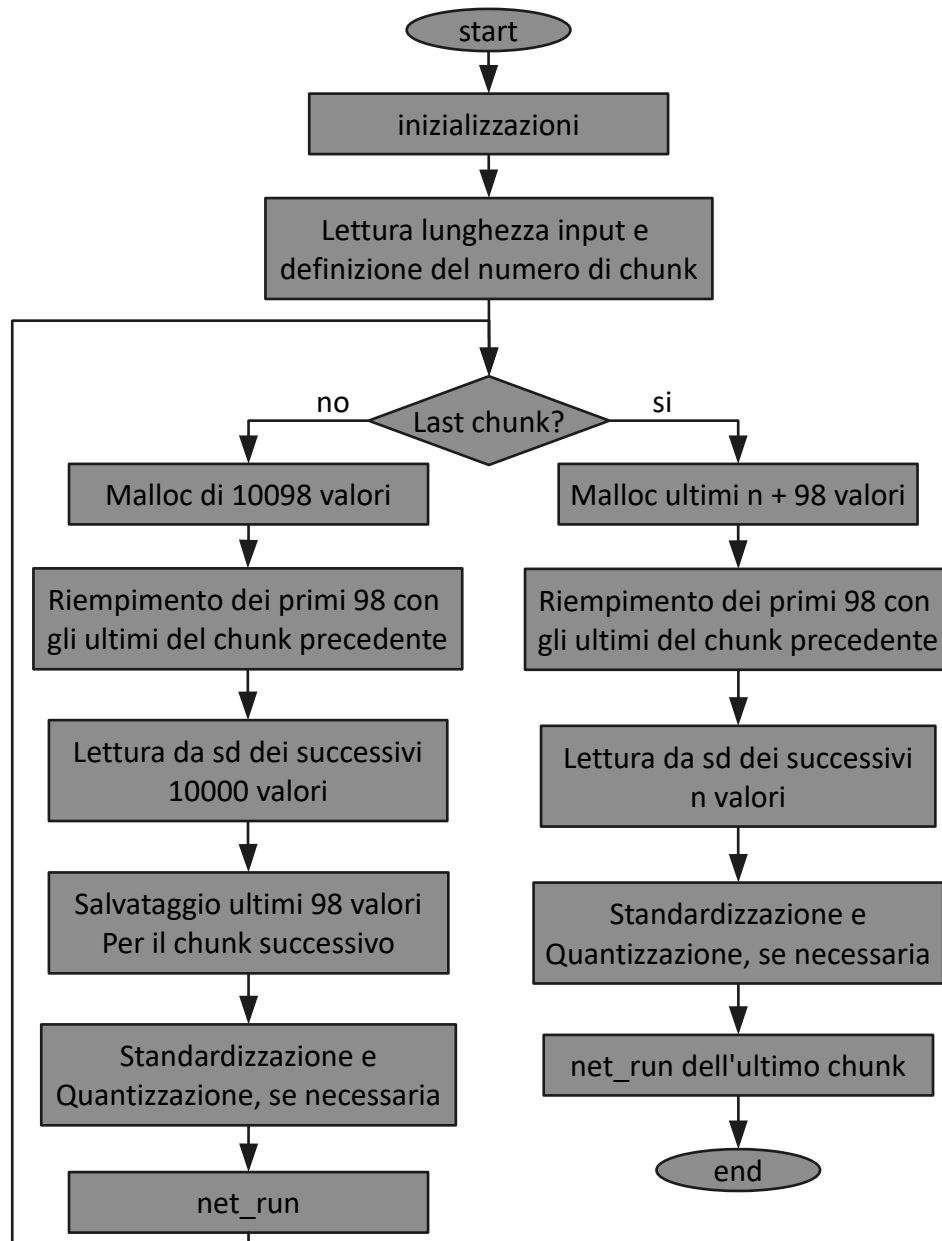 start
inizializzazioni
Lettura lunghezza input e
definizione del numero di chunk
Last chunk?
no
si
Malloc di 10098 valori
Riempimento dei primi 98 con
gli ultimi del chunk precedente
Lettura da sd dei successivi
10000 valori
Salvataggio ultimi 98 valori
Per il chunk successivo
Standardizzazione e
Quantizzazione, se necessaria
net_run
Malloc ultimi n + 98 valori
Riempimento dei primi 98 con
gli ultimi del chunk precedente
Lettura da sd dei successivi
n valori
Standardizzazione e
Quantizzazione, se necessaria
net_run dell'ultimo chunk
end